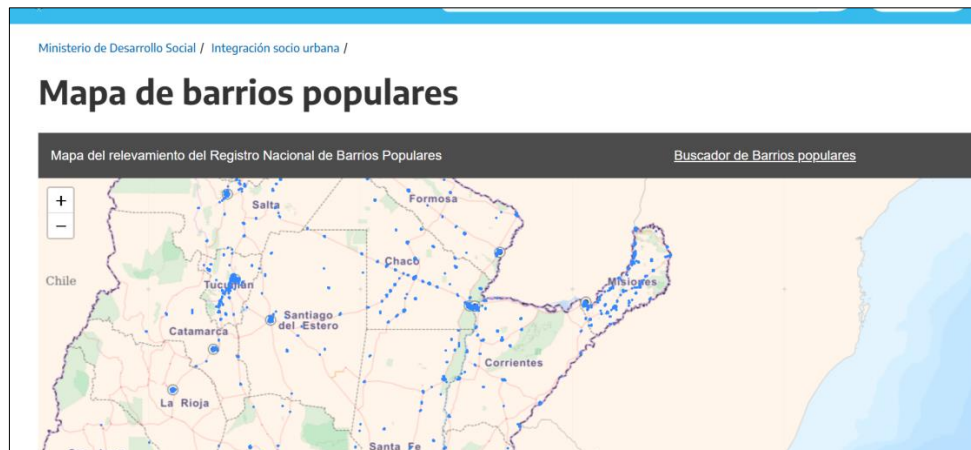 Ministerio de Desarrollo Social / Integración socio urbana /
Mapa de barrios populares
Mapa del relevamiento del Registro Nacional de Barrios Populares Buscador de Barrios populares
+
−
Salta
Formosa
Chaco
Chile
Tucumán
Misiones
Santiago
del Estero
Catamarca
Corrientes
La Rioja
Santa Fe